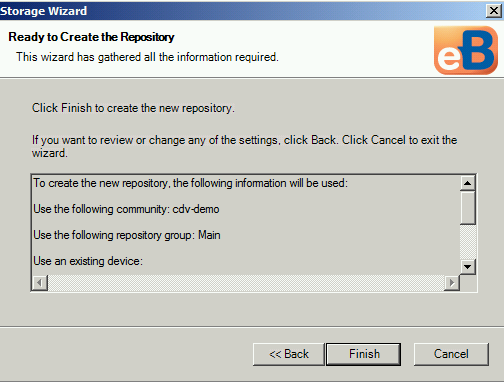 Storage Wizard
Ready to Create the Repository
This wizard has gathered all the information required.
eB
Click Finish to create the new repository.
If you want to review or change any of the settings, click Back. Click Cancel to exit the
wizard.
To create the new repository, the following information will be used:
Use the following community: cdv-demo
Use the following repository group: Main
Use an existing device:
<< Back
Finish
Cancel